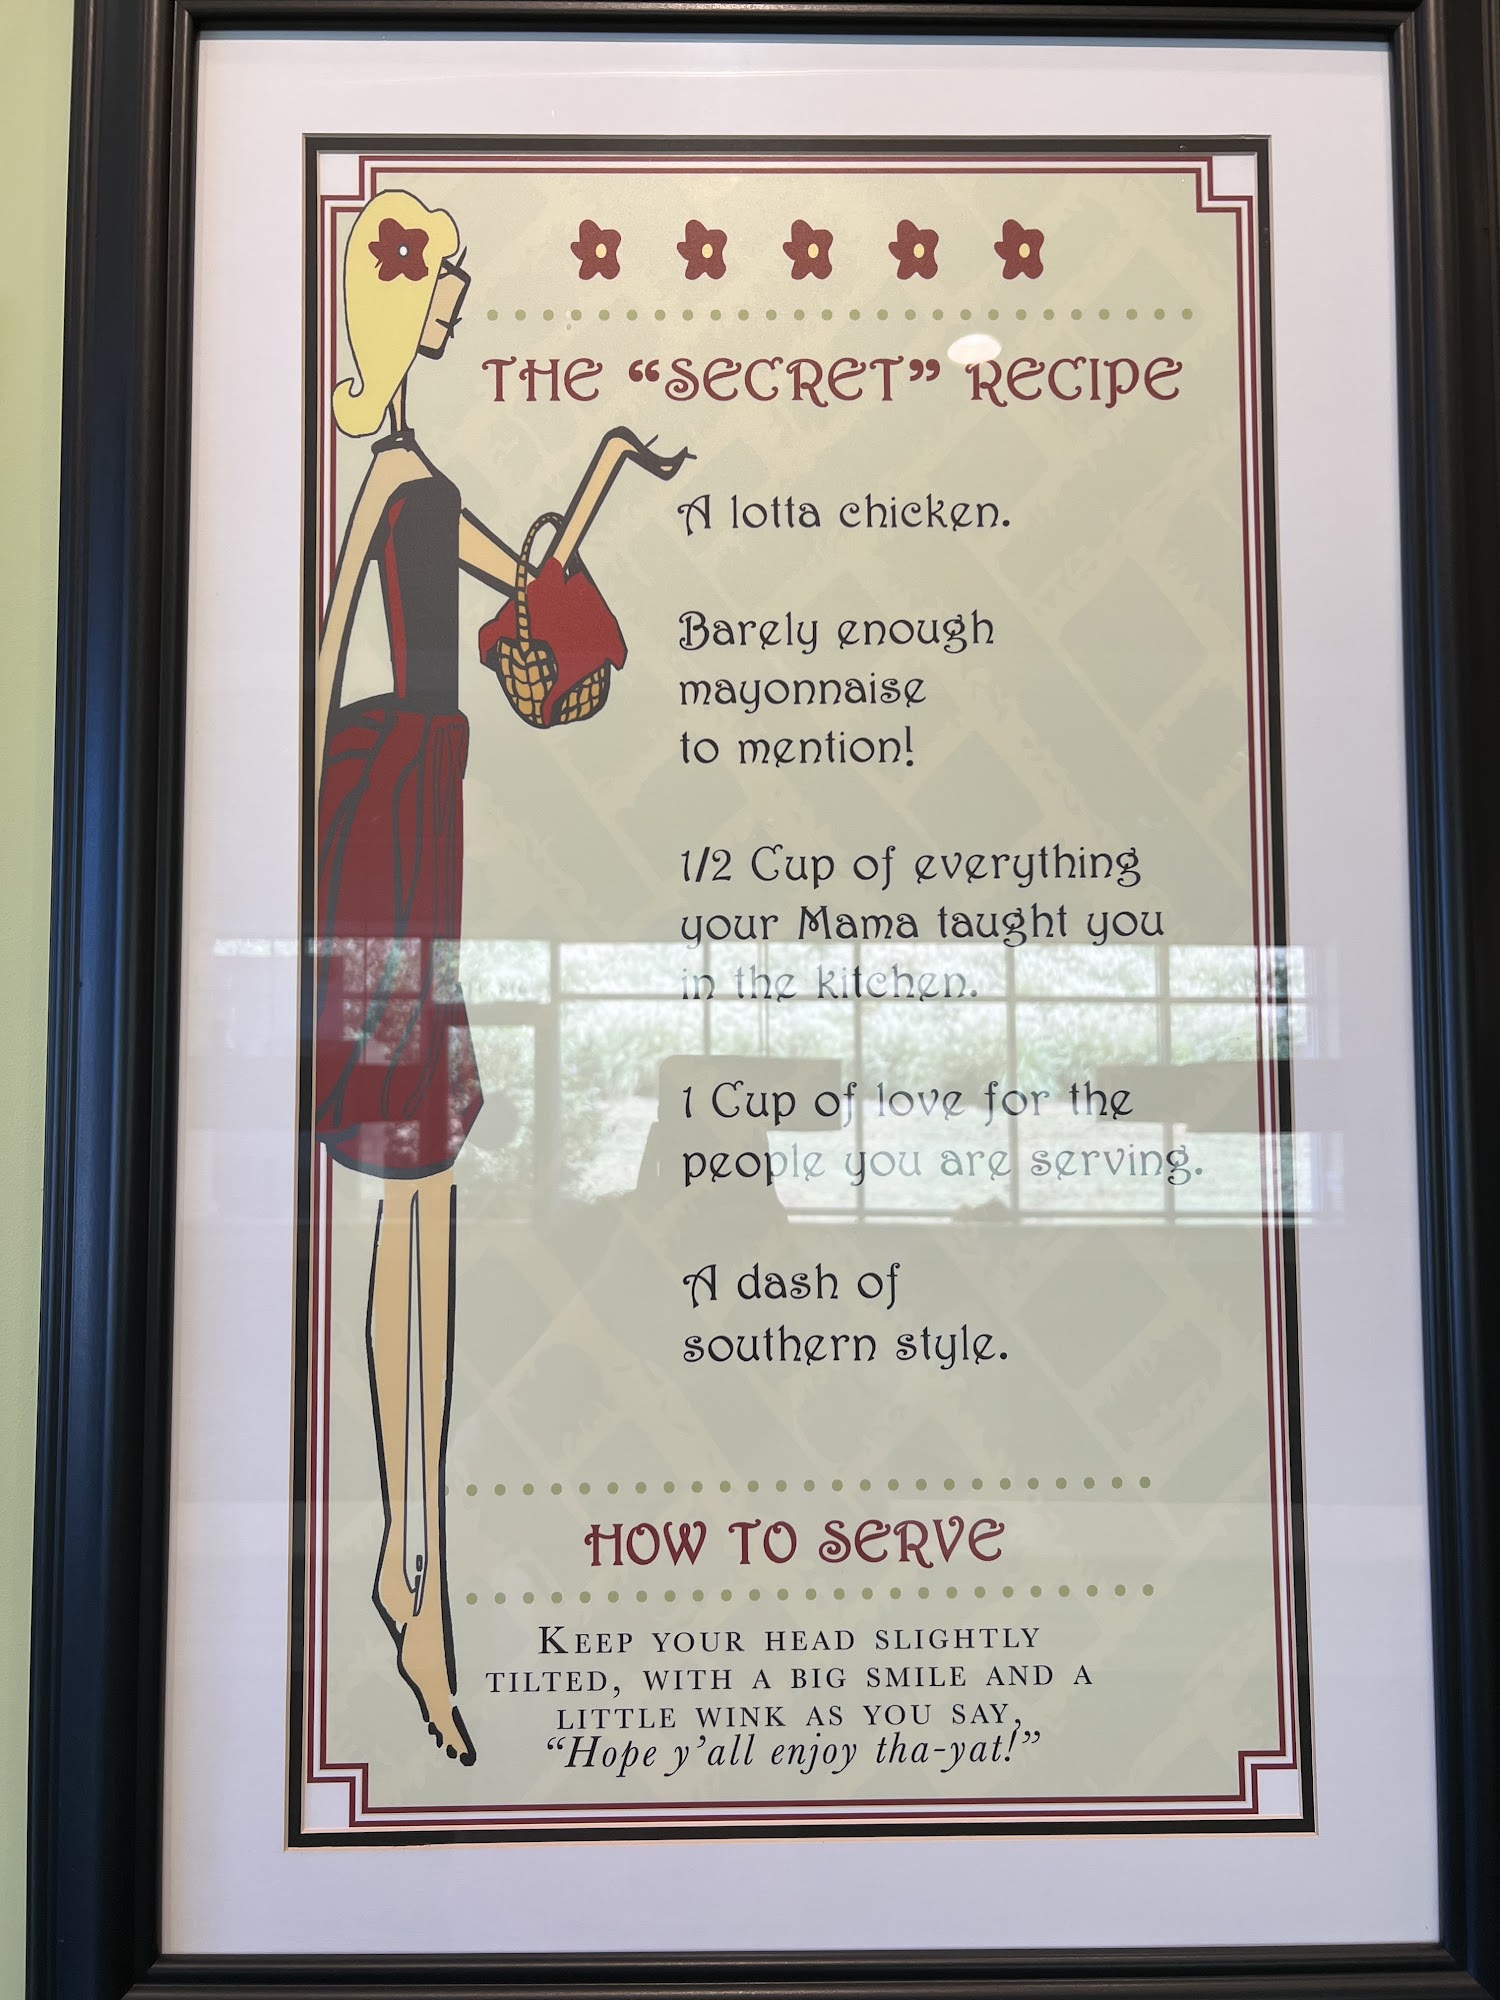 THE “SECRET” RECIPE
A lotta chicken.
Barely enough
mayonnaise
to mention!
1/2 Cup of everything
your Mama taught you
in the kitchen.
1 Cup of love for the
people you are serving.
A dash of
southern style.
HOW TO SERVE
KEEP YOUR HEAD SLIGHTLY
TILTED, WITH A BIG SMILE AND A
LITTLE WINK AS YOU SAY,
“Hope y’all enjoy tha-yat!”